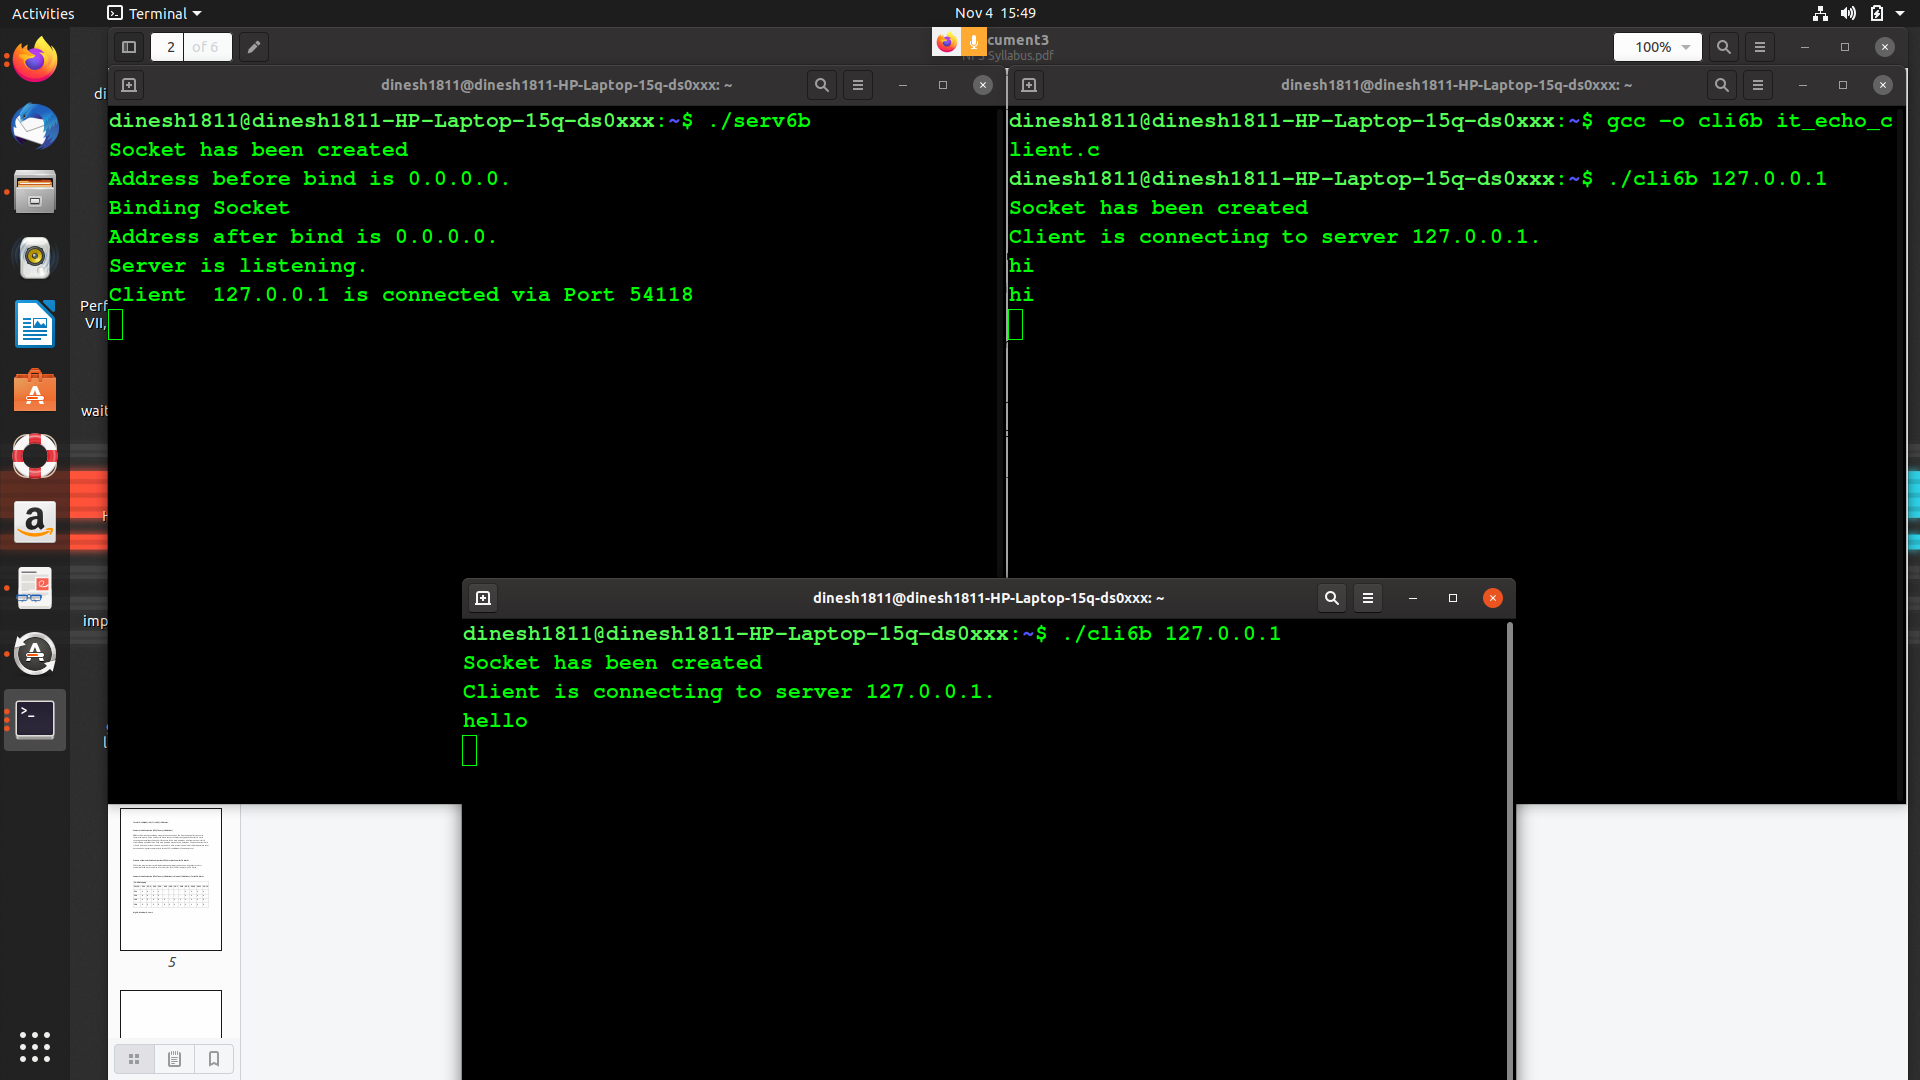 Activities
Terminal
Nov 4 15:49
2 of 6
cument3
Syllabus.pdf
100%
dinesh1811@dinesh1811-HP-Laptop-15q-ds0xxx: ~
dinesh1811@dinesh1811-HP-Laptop-15q-ds0xxx:~$ ./serv6b
Socket has been created
Address before bind is 0.0.0.0.
Binding Socket
Address after bind is 0.0.0.0.
Server is listening.
Client  127.0.0.1 is connected via Port 54118
dinesh1811@dinesh1811-HP-Laptop-15q-ds0xxx: ~
dinesh1811@dinesh1811-HP-Laptop-15q-ds0xxx:~$ gcc -o cli6b it_echo_c
lient.c
dinesh1811@dinesh1811-HP-Laptop-15q-ds0xxx:~$ ./cli6b 127.0.0.1
Socket has been created
Client is connecting to server 127.0.0.1.
hi
hi
dinesh1811@dinesh1811-HP-Laptop-15q-ds0xxx: ~
dinesh1811@dinesh1811-HP-Laptop-15q-ds0xxx:~$ ./cli6b 127.0.0.1
Socket has been created
Client is connecting to server 127.0.0.1.
hello
di
Perf
VII,
wait
imp
5